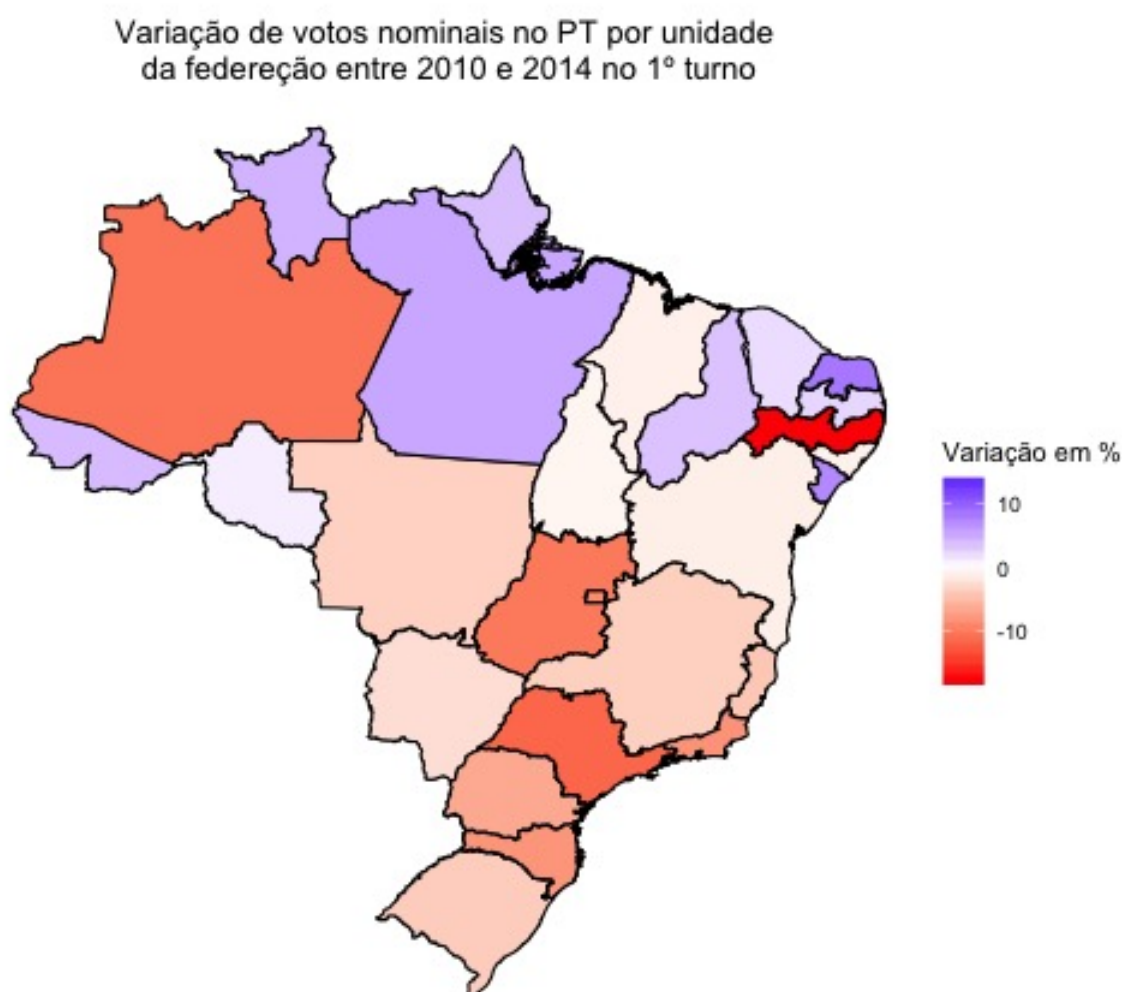 Variação de votos nominais no PT por unidade
da federeção entre 2010 e 2014 no 1º turno
Variação em %
10
0
-10